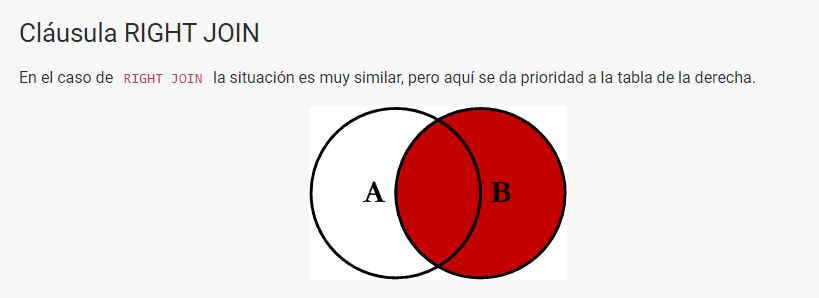 Cláusula RIGHT JOIN
En el caso de RIGHT JOIN la situación es muy similar, pero aquí se da prioridad a la tabla de la derecha.
A B